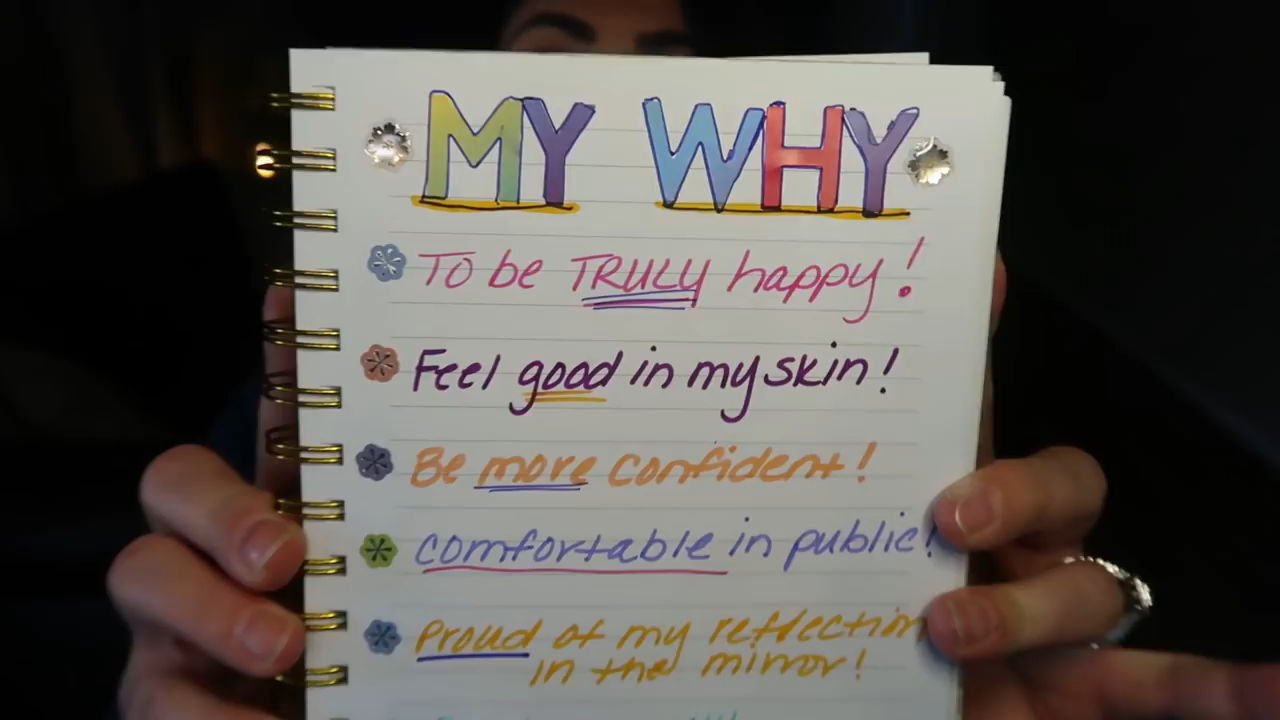 MY WHY
To be TRULY happy!
Feel good in my skin!
Be more confident!
comfortable in public!
Proud of my reflection
in the mirror!